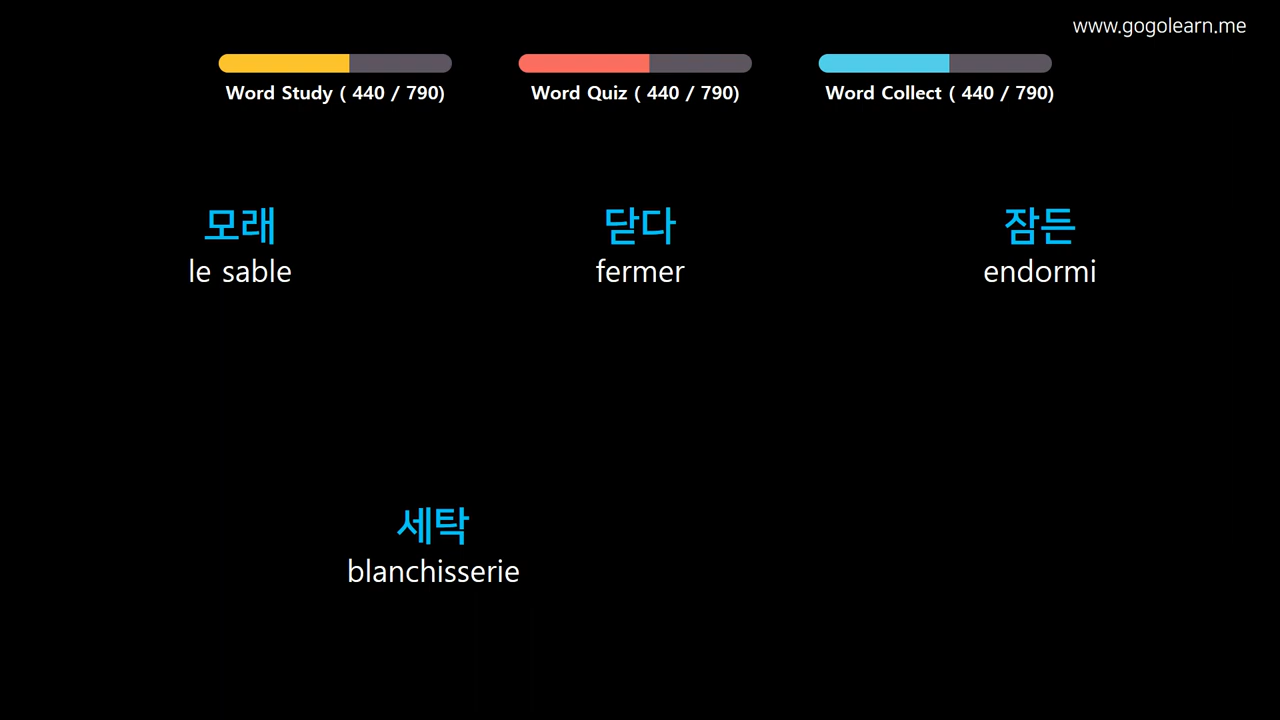 www.gogolearn.me
Word Study ( 440 / 790)
Word Quiz ( 440 / 790)
Word Collect ( 440 / 790)
모래
le sable
닫다
fermer
잠든
endormi
세탁
blanchisserie